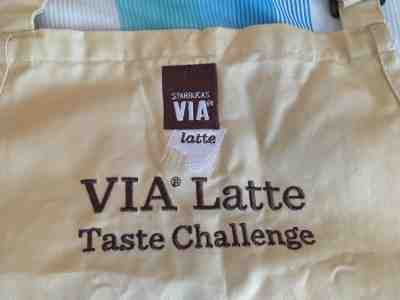 STARBUCKS
VIA®
latte
VIA® Latte
Taste Challenge